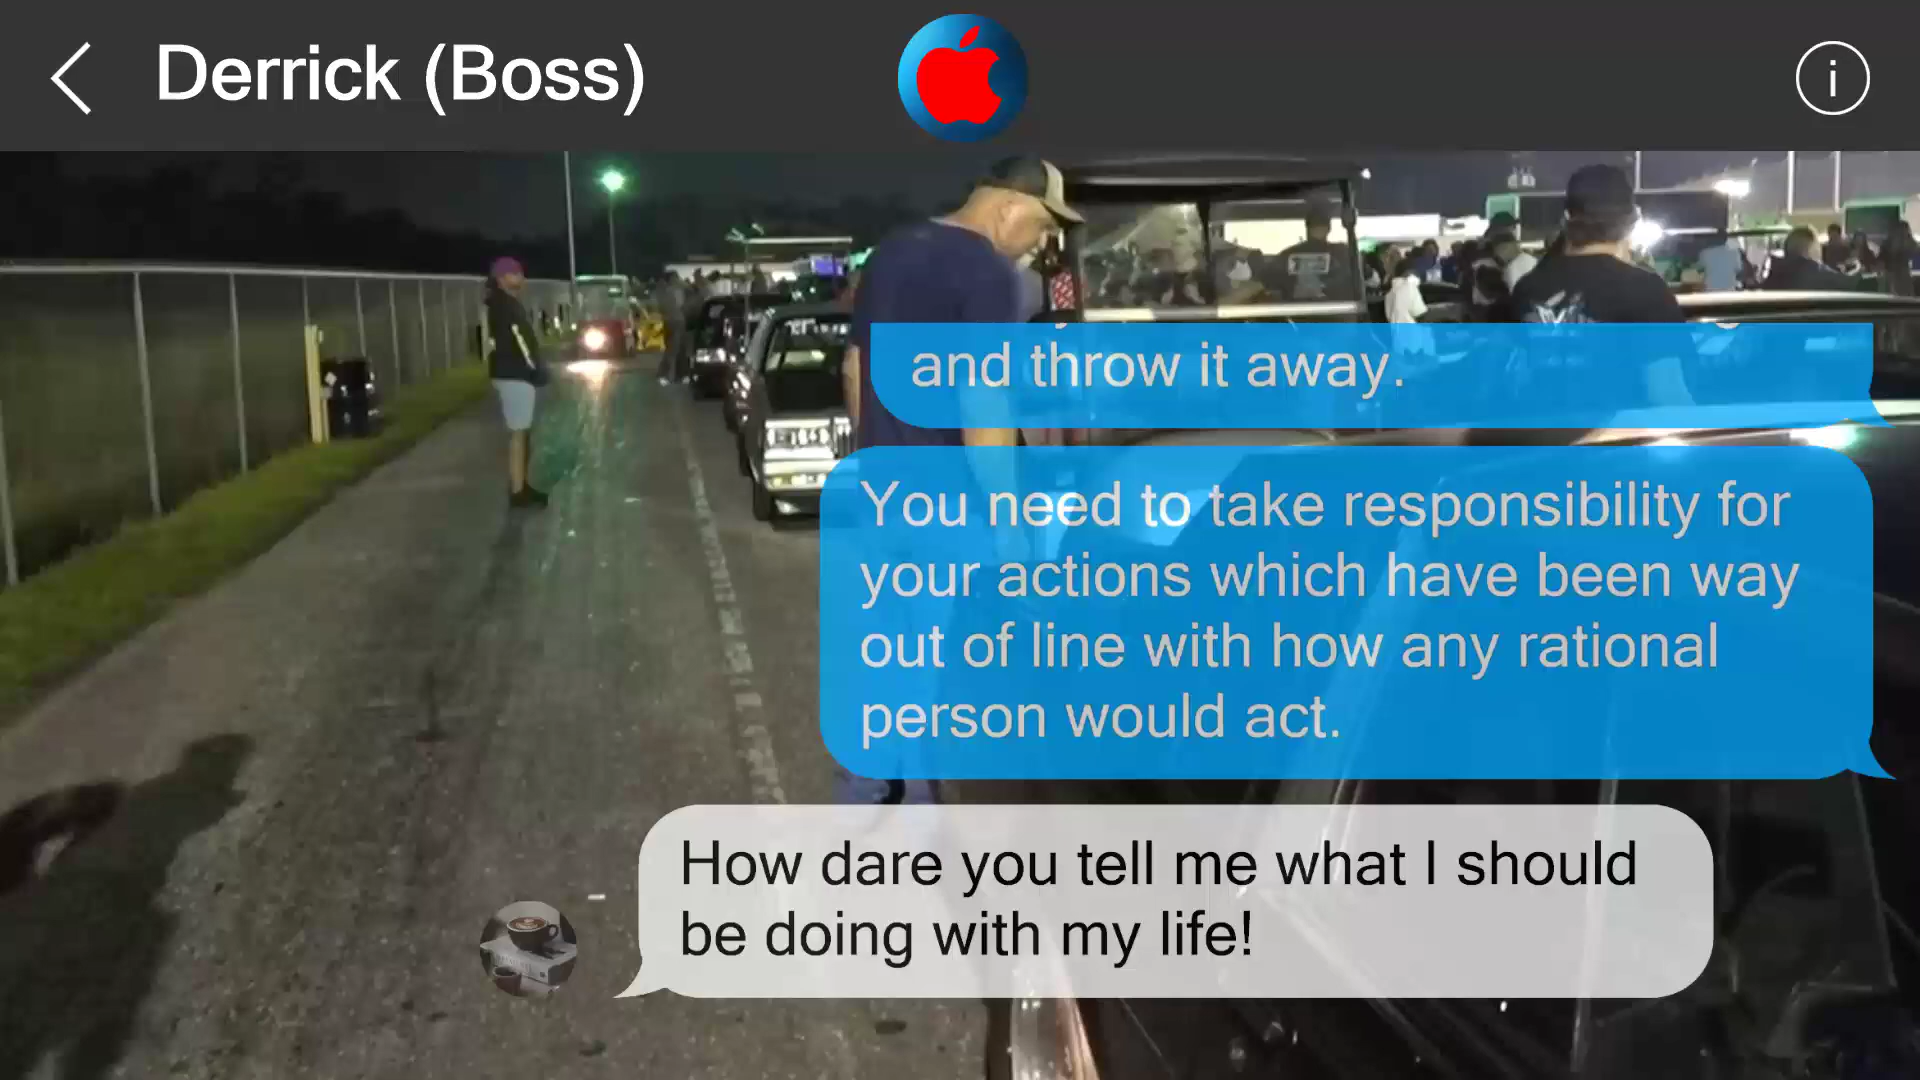 Derrick (Boss)
and throw it away.
You need to take responsibility for
your actions which have been way
out of line with how any rational
person would act.
How dare you tell me what I should
be doing with my life!